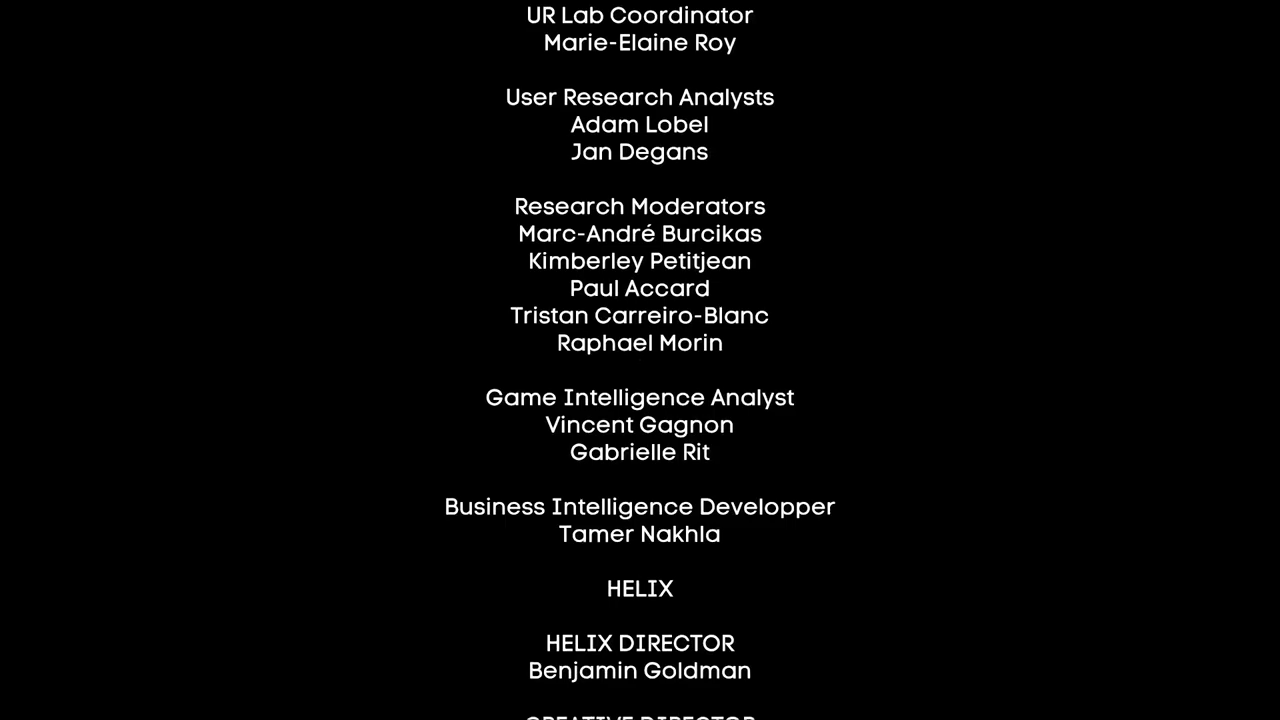 UR Lab Coordinator
Marie-Elaine Roy
User Research Analysts
Adam Lobel
Jan Degans
Research Moderators
Marc-André Burcikas
Kimberley Petitjean
Paul Accard
Tristan Carreiro-Blanc
Raphael Morin
Game Intelligence Analyst
Vincent Gagnon
Gabrielle Rit
Business Intelligence Developper
Tamer Nakhla
HELIX
HELIX DIRECTOR
Benjamin Goldman
CREATIVE DIRECTOR